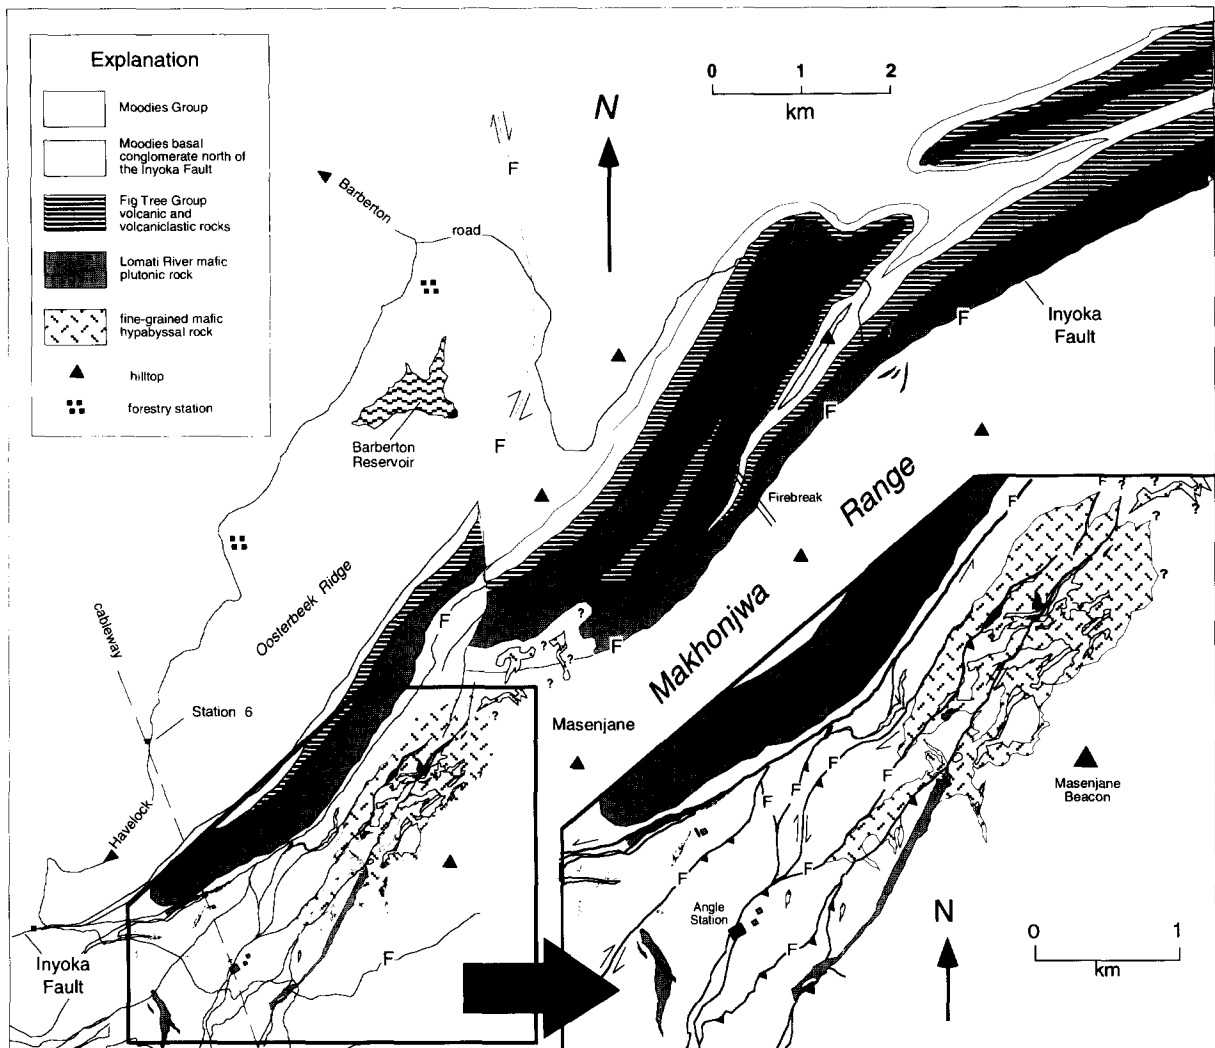 Explanation
Moodies Group
Moodies basal
conglomerate north of
the Inyoka Fault
Fig Tree Group
volcanic and
volcaniclastic rocks
Lomati River mafic
plutonic rock
fine-grained mafic
hypabyssal rock
hilltop
forestry station
0 1 2
km
N
F
Barberton
road
Inyoka
Fault
F
F
F
Barberton
Reservoir
Firebreak
Makhonjwa Range
Oosterbeek Ridge
cableway
Station 6
Havelock
F
F
?
?
?
?
?
Masenjane
Inyoka
Fault
F
F
?
?
?
?
F
F
F
F
F
F
F
F
Masenjane
Beacon
Angle
Station
N
0 1
km